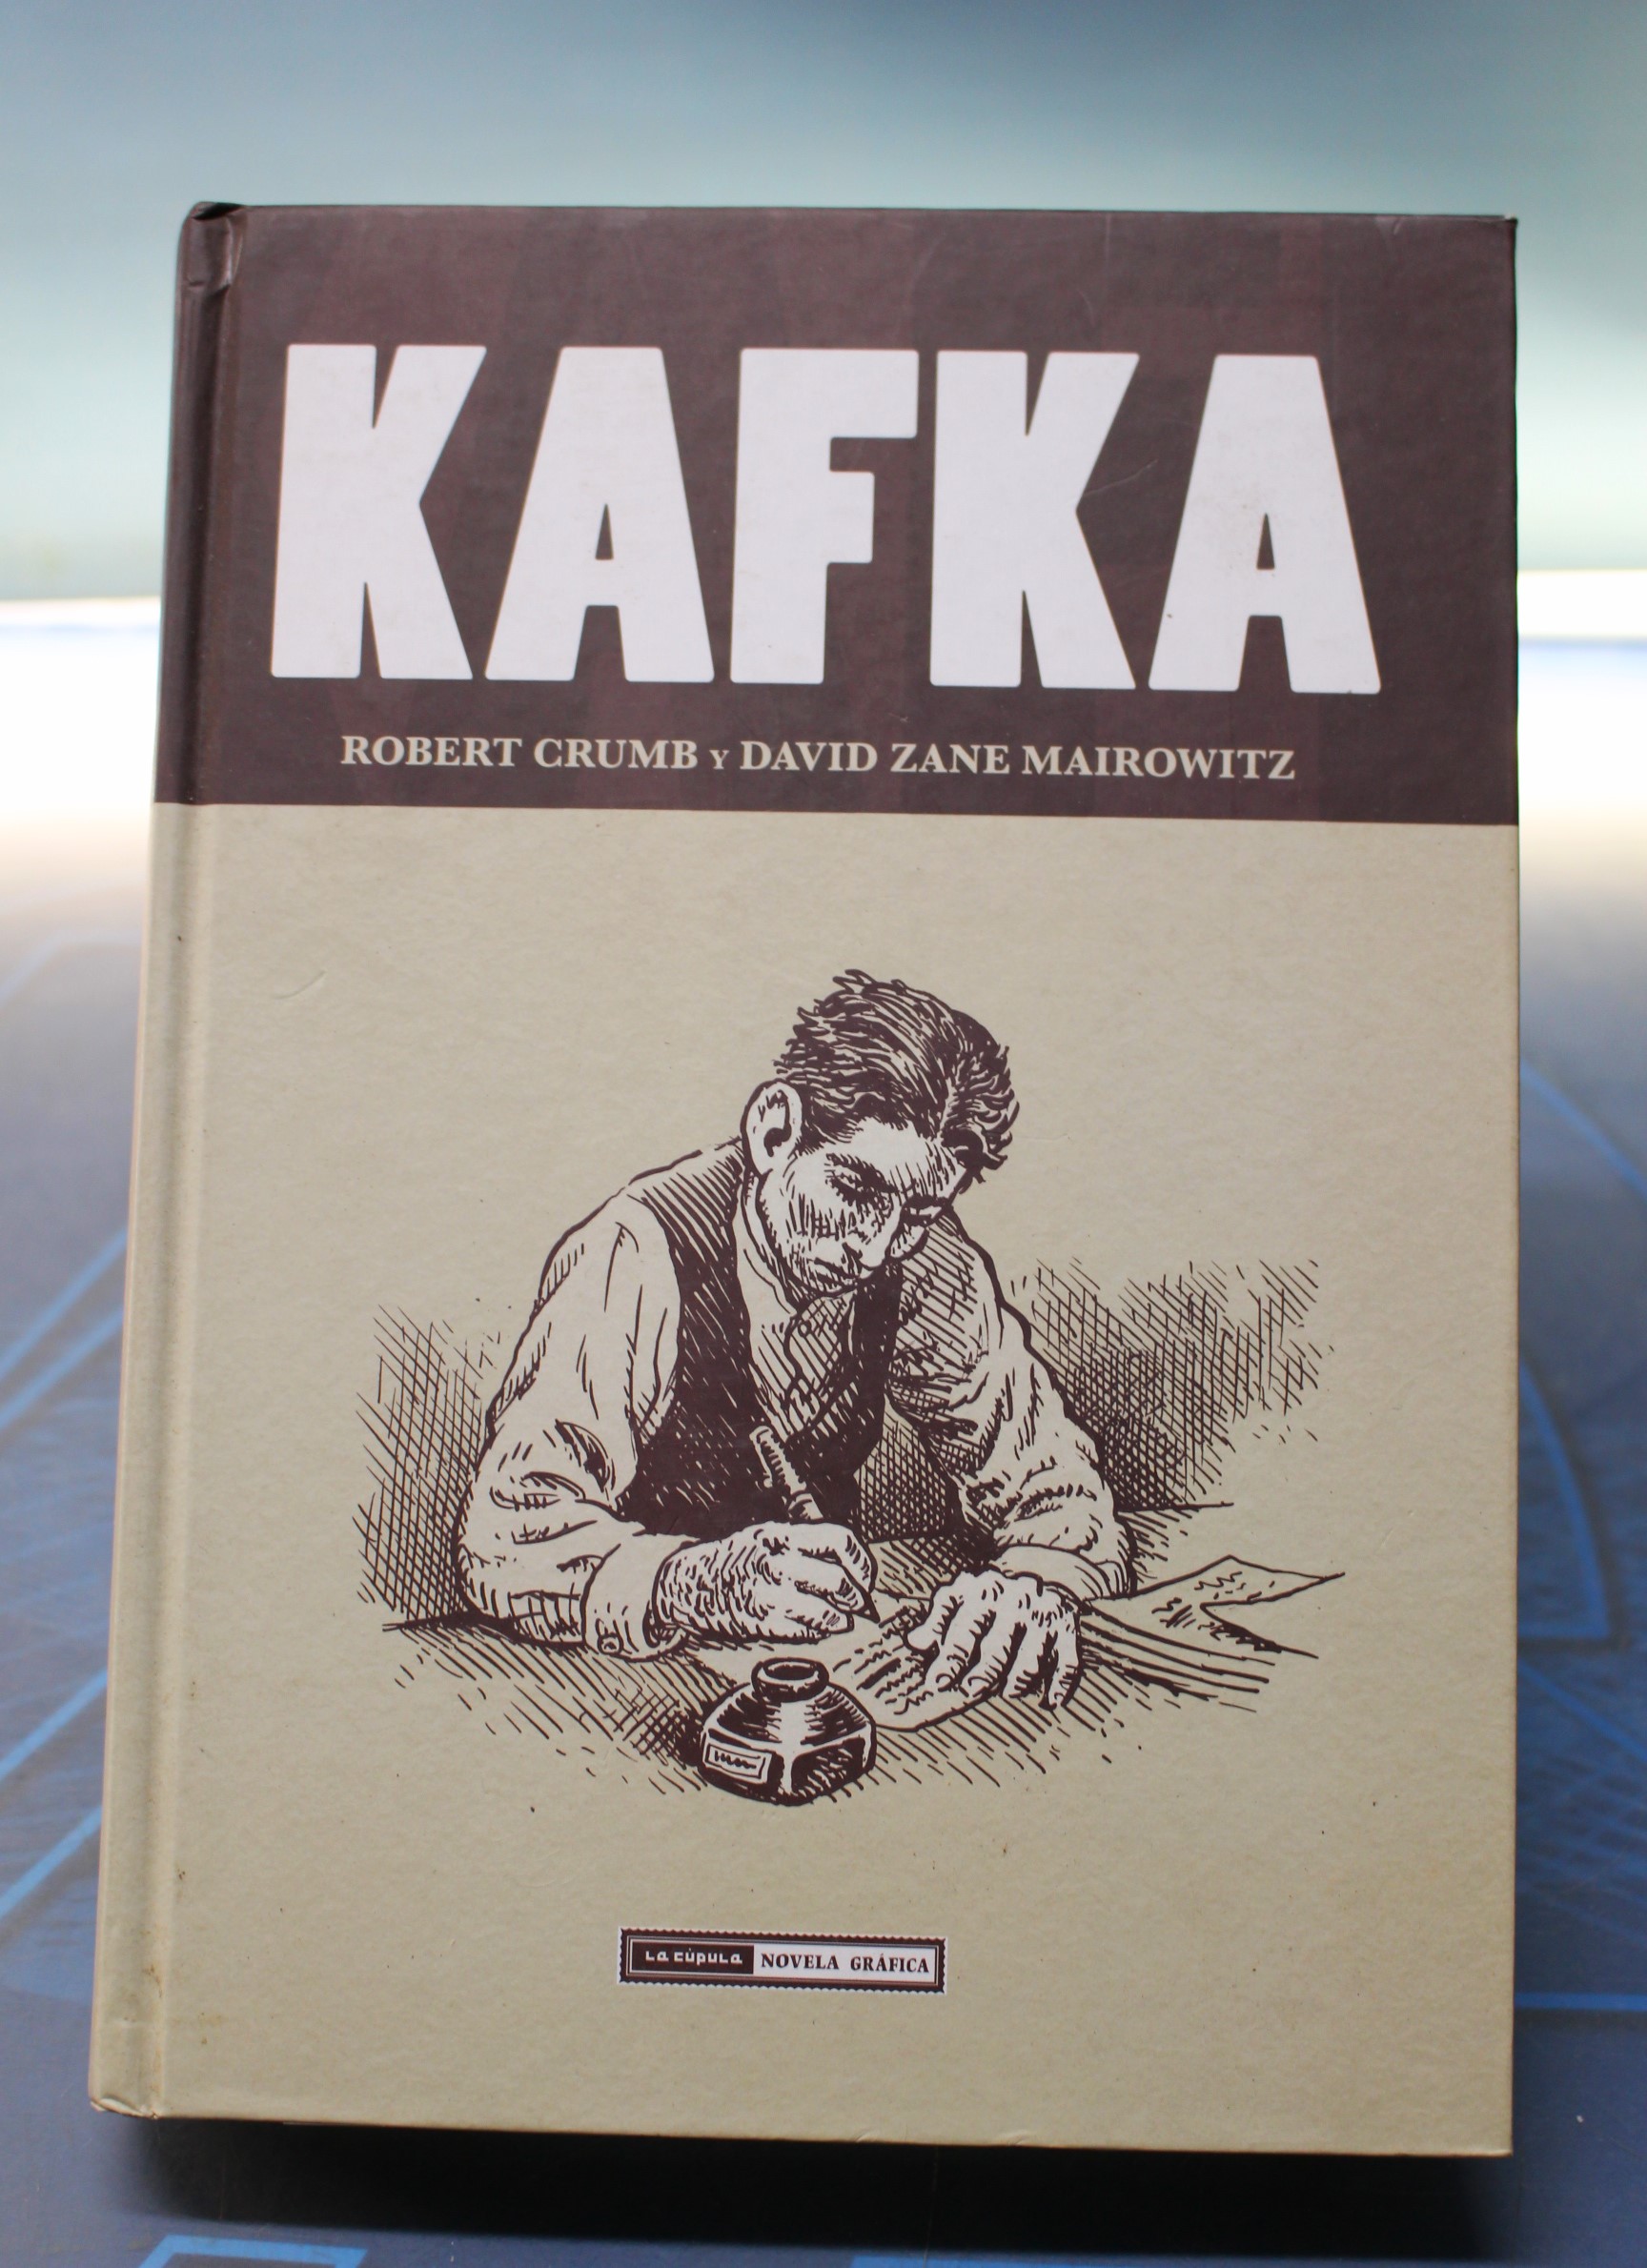 KAFKA
ROBERT CRUMB Y DAVID ZANE MAIROWITZ
LA CÚPULA NOVELA GRÁFICA